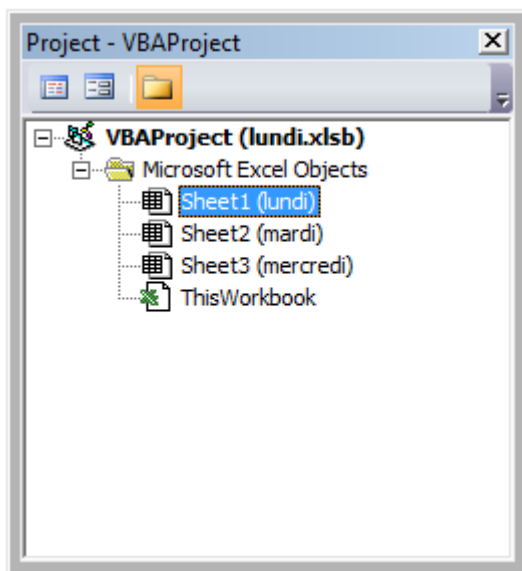 Project - VBAProject
VBAProject (lundi.xlsb)
Microsoft Excel Objects
Sheet1 (lundi)
Sheet2 (mardi)
Sheet3 (mercredi)
ThisWorkbook